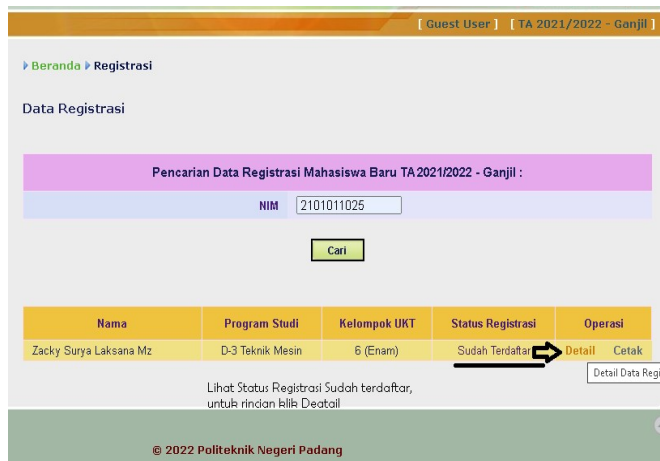 [ Guest User ] [ TA 2021/2022 - Ganjil ]
Beranda Registrasi
Data Registrasi
Pencarian Data Registrasi Mahasiswa Baru TA 2021/2022 - Ganjil :
NIM 2101011025
Cari
Nama Program Studi Kelompok UKT Status Registrasi Operasi
Zacky Surya Laksana Mz D-3 Teknik Mesin 6 (Enam) Sudah Terdaftar Detail Cetak
Detail Data Regi
Lihat Status Registrasi Sudah terdaftar,
untuk rincian klik Deatail
© 2022 Politeknik Negeri Padang